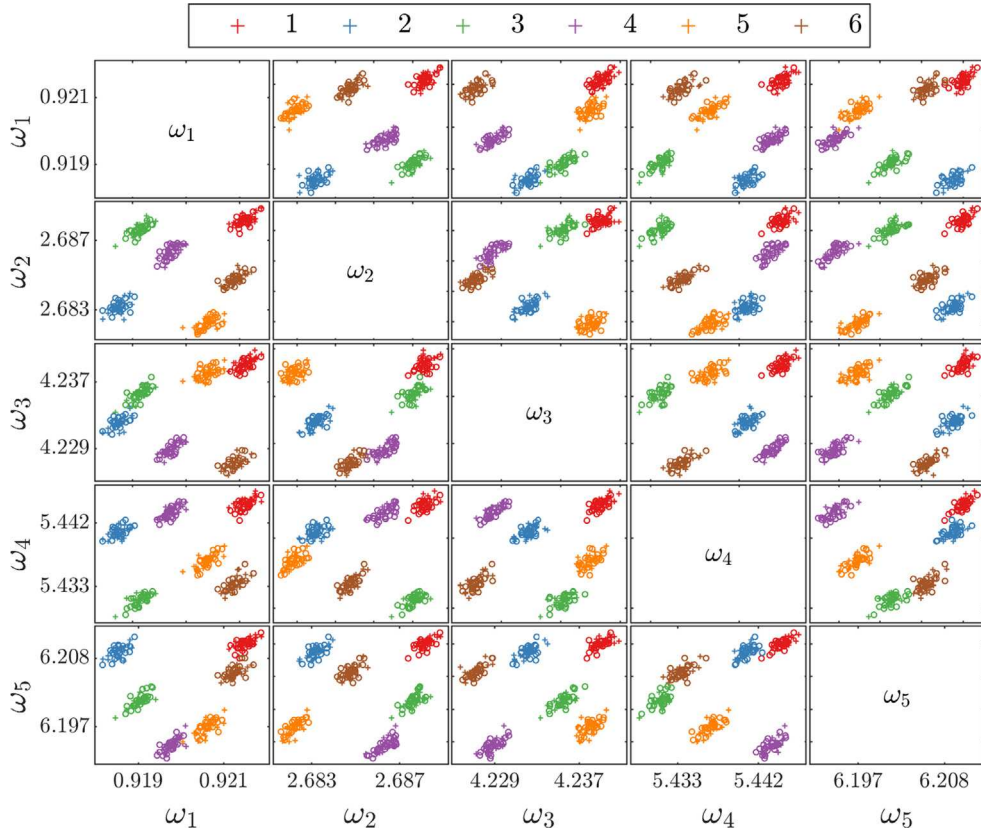 1 2 3 4 5 6
ω₁
0.921
0.919
ω₁
ω₂
2.687
2.683
ω₂
ω₃
4.237
4.229
ω₃
ω₄
5.442
5.433
ω₄
ω₅
6.208
6.197
ω₅
0.919 0.921 2.683 2.687 4.229 4.237 5.433 5.442 6.197 6.208
ω₁ ω₂ ω₃ ω₄ ω₅